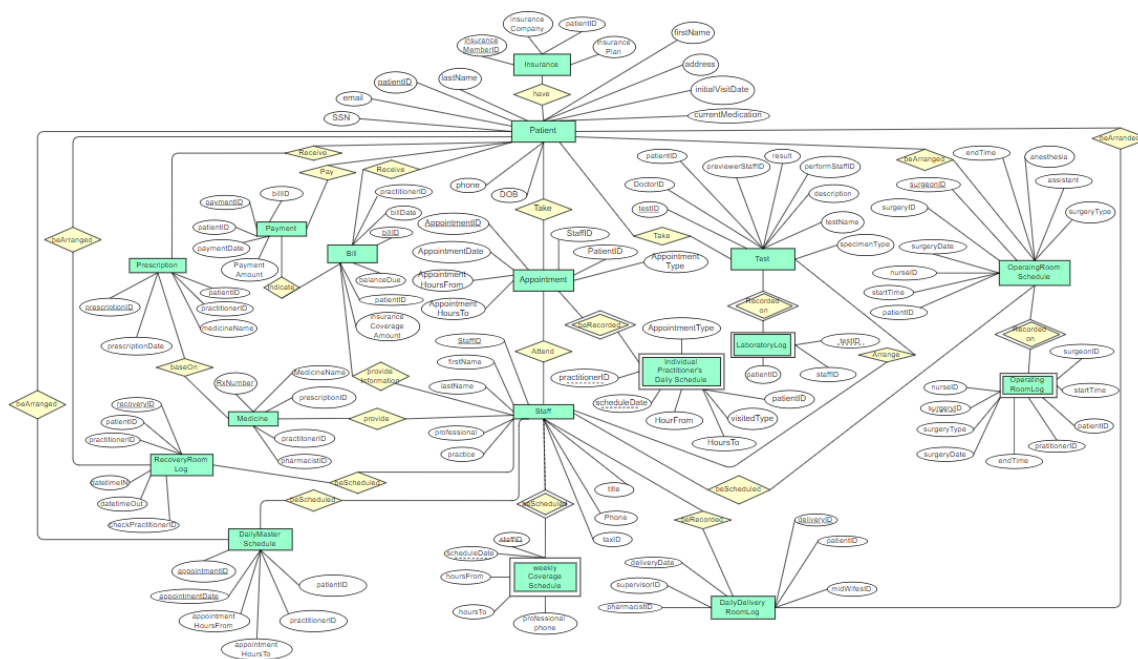 insurance
Company
patientID
firstName
insurance
MemberID
insurance
Plan
Insurance
lastName
address
patientID
have
initialVisitDate
email
currentMedication
SSN
Patient
beArranded
Receive
beArranged
endTime
anesthesia
Pay
Receive
patientID
previewerStaffID
result
performStaffID
phone
DOB
surgeonID
assistant
billID
practitionerID
DoctorID
description
paymentID
billDate
Take
testID
surgeryID
surgeryType
AppointmentID
testName
patientID
Payment
billID
StaffID
Take
beArranged
AppointmentDate
PatientID
specimenType
surgeryDate
paymentDate
Bill
Test
Prescription
Payment
Amount
Appointment
Type
OperaingRoom
Schedule
Appointment
HoursFrom
Appointment
nurseID
Indicate
balanceDue
patientID
startTime
prescriptionID
practitionerID
patientID
Appointment
HoursTo
Recorded
on
patientID
medicineName
Insurance
Coverage
Amount
beRecorded
AppointmentType
Recorded
on
prescriptionDate
StaffID
testID
LaboratoryLog
Attend
Individual
Practitioner's
Daily Schedule
Arrange
surgeonID
firstName
baseOn
MedicineName
provide
Information
practitionerID
patientID
staffID
RxNumber
nurseID
Operating
RoomLog
startTime
lastName
prescriptionID
scheduleDate
patientID
beArranged
recoveryID
surgeryID
Medicine
provide
Staff
HourFrom
visitedType
patientID
patientID
surgeryType
professional
HoursTo
practitionerID
practitionerID
pratitionerID
RecoveryRoom
Log
practice
surgeryDate
endTime
pharmacistID
datetimeIN
beScheduled
beScheduled
title
datetimeOut
beScheduled
beScheduled
Phone
beRecorded
deliveryID
checkPractitionerID
taxID
DailyMaster
Schedule
staffID
patientID
scheduleDate
deliveryDate
appointmentID
weekly
Coverage
Schedule
patientID
hoursFrom
supervisorID
midWifesID
appointmentDate
DailyDelivery
RoomLog
pharmacistID
appointment
HoursFrom
practitionerID
hoursTo
professional
phone
appointment
HoursTo